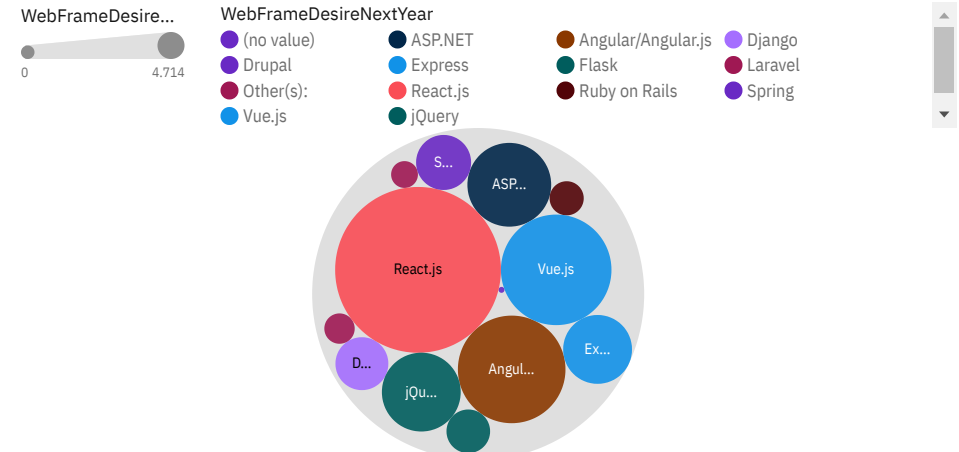 WebFrameDesire...
0 4.714
WebFrameDesireNextYear
(no value) ASP.NET Angular/Angular.js Django
Drupal Express Flask Laravel
Other(s): React.js Ruby on Rails Spring
Vue.js jQuery
S...
ASP...
React.js
Vue.js
Ex...
D...
Angul...
jQu...